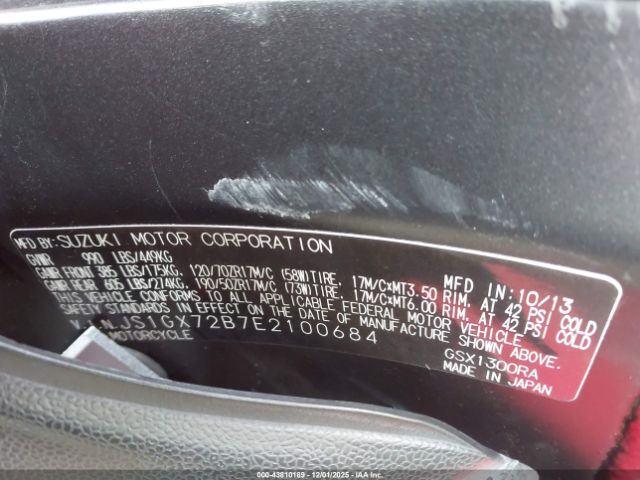 MFD BY:SUZUKI MOTOR CORPORATION
MFD IN:10/13
GVWR 990 LBS/449KG
GAWR FRONT 385 LBS/175KG, 120/70ZR17M/C (58W)TIRE, 17M/C×MT3.50 RIM, AT 42 PSI COLD
GAWR REAR 605 LBS/274KG, 190/50ZR17M/C (73W)TIRE, 17M/C×MT6.00 RIM, AT 42 PSI COLD
THIS VEHICLE CONFORMS TO ALL APPLICABLE FEDERAL MOTOR VEHICLE
SAFETY STANDARDS IN EFFECT ON THE DATE OF MANUFACTURE SHOWN ABOVE.
V.I.N. JS1GX72B7E2100684
GSX1300RA
MOTORCYCLE
MADE IN JAPAN
000-43810169 - 12/01/2025 - IAAI.COM